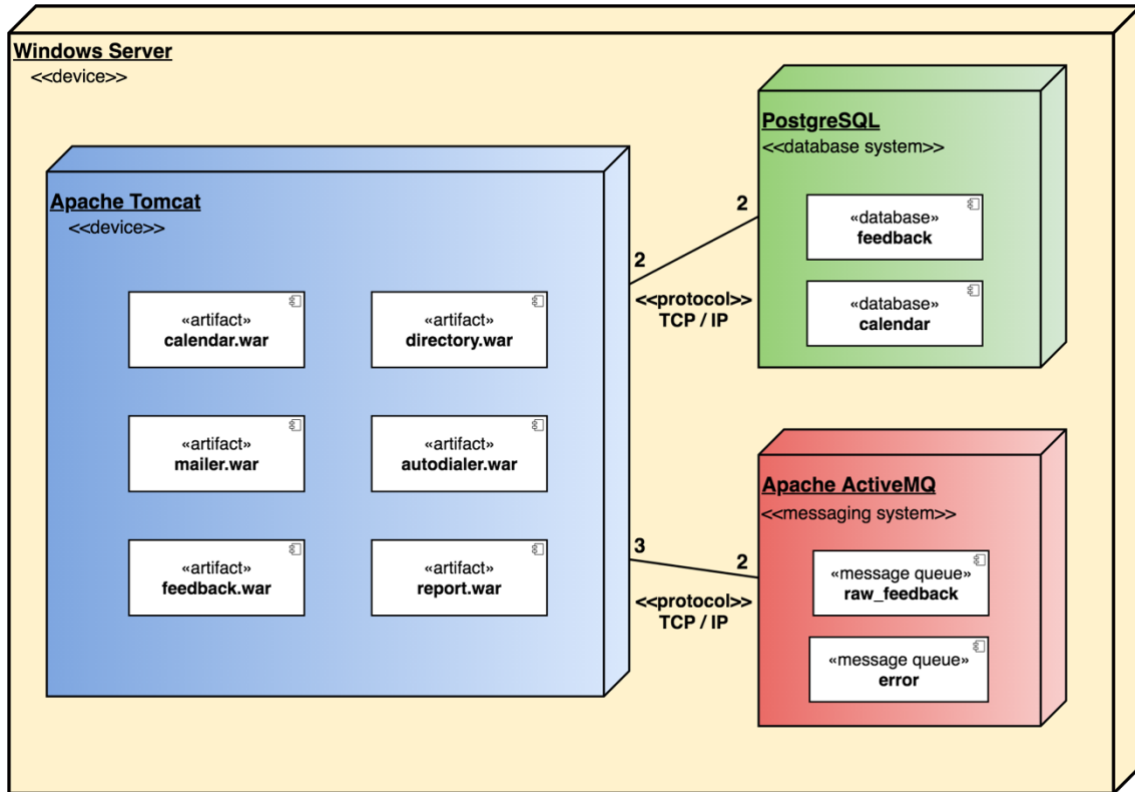 Windows Server
<<device>>
Apache Tomcat
<<device>>
«artifact»
calendar.war
«artifact»
directory.war
«artifact»
mailer.war
«artifact»
autodialer.war
«artifact»
feedback.war
«artifact»
report.war
2
2
<<protocol>>
TCP / IP
PostgreSQL
<<database system>>
«database»
feedback
«database»
calendar
3
2
<<protocol>>
TCP / IP
Apache ActiveMQ
<<messaging system>>
«message queue»
raw_feedback
«message queue»
error